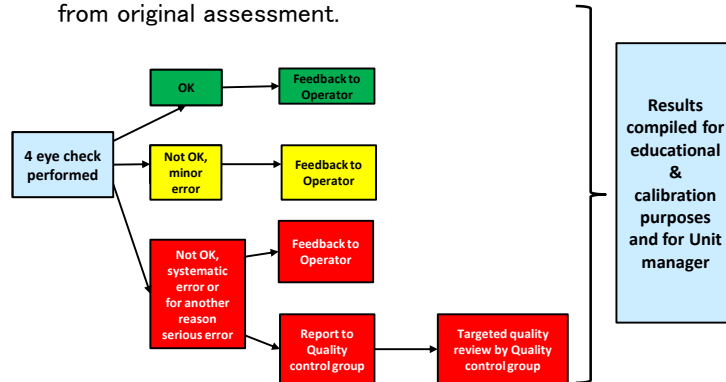 from original assessment.
OK
Feedback to
Operator
4 eye check
performed
Not OK,
minor
error
Feedback to
Operator
Not OK,
systematic
error or
for another
reason
serious error
Feedback to
Operator
Report to
Quality
control group
Targeted quality
review by Quality
control group
Results
compiled for
educational
&
calibration
purposes
and for Unit
manager